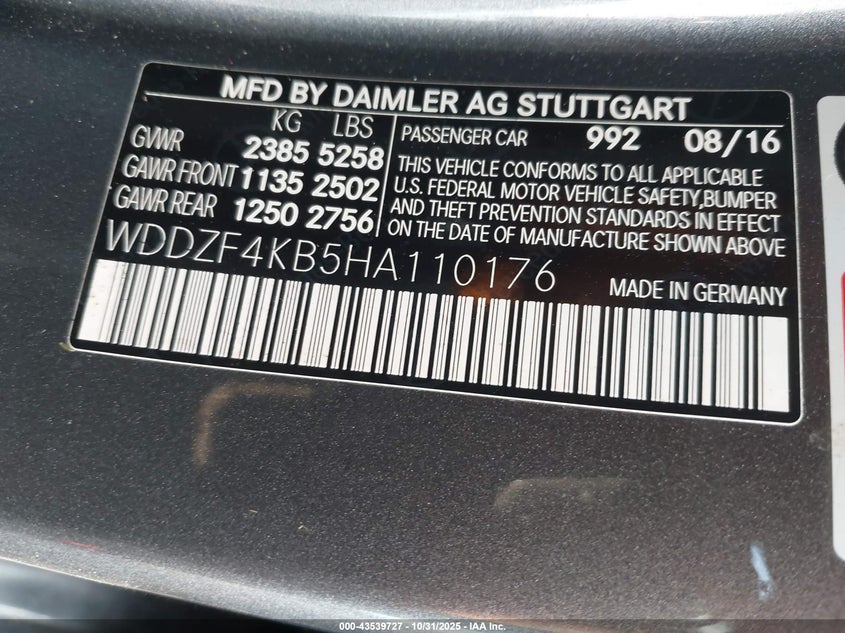 MFD BY DAIMLER AG STUTTGART
KG LBS
GVWR 2385 5258
GAWR FRONT 1135 2502
GAWR REAR 1250 2756
PASSENGER CAR 992 08/16
THIS VEHICLE CONFORMS TO ALL APPLICABLE
U.S. FEDERAL MOTOR VEHICLE SAFETY,BUMPER
AND THEFT PREVENTION STANDARDS IN EFFECT
ON THE DATE OF MANUFACTURE SHOWN ABOVE
WDDZF4KB5HA110176
MADE IN GERMANY
000-43539727 - 10/31/2025 - © IAA Holdings, LLC